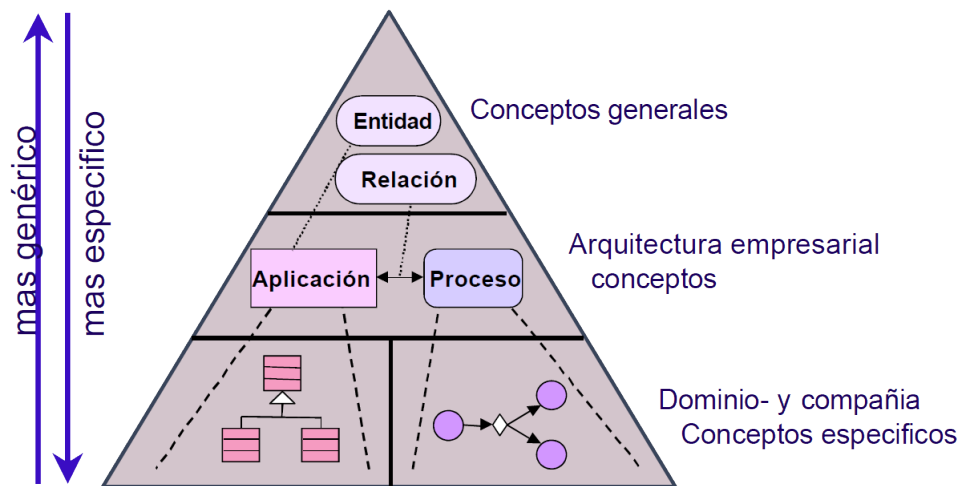 mas genérico
mas especifico
Entidad
Conceptos generales
Relación
Arquitectura empresarial
conceptos
Aplicación
Proceso
Dominio- y compañia
Conceptos especificos